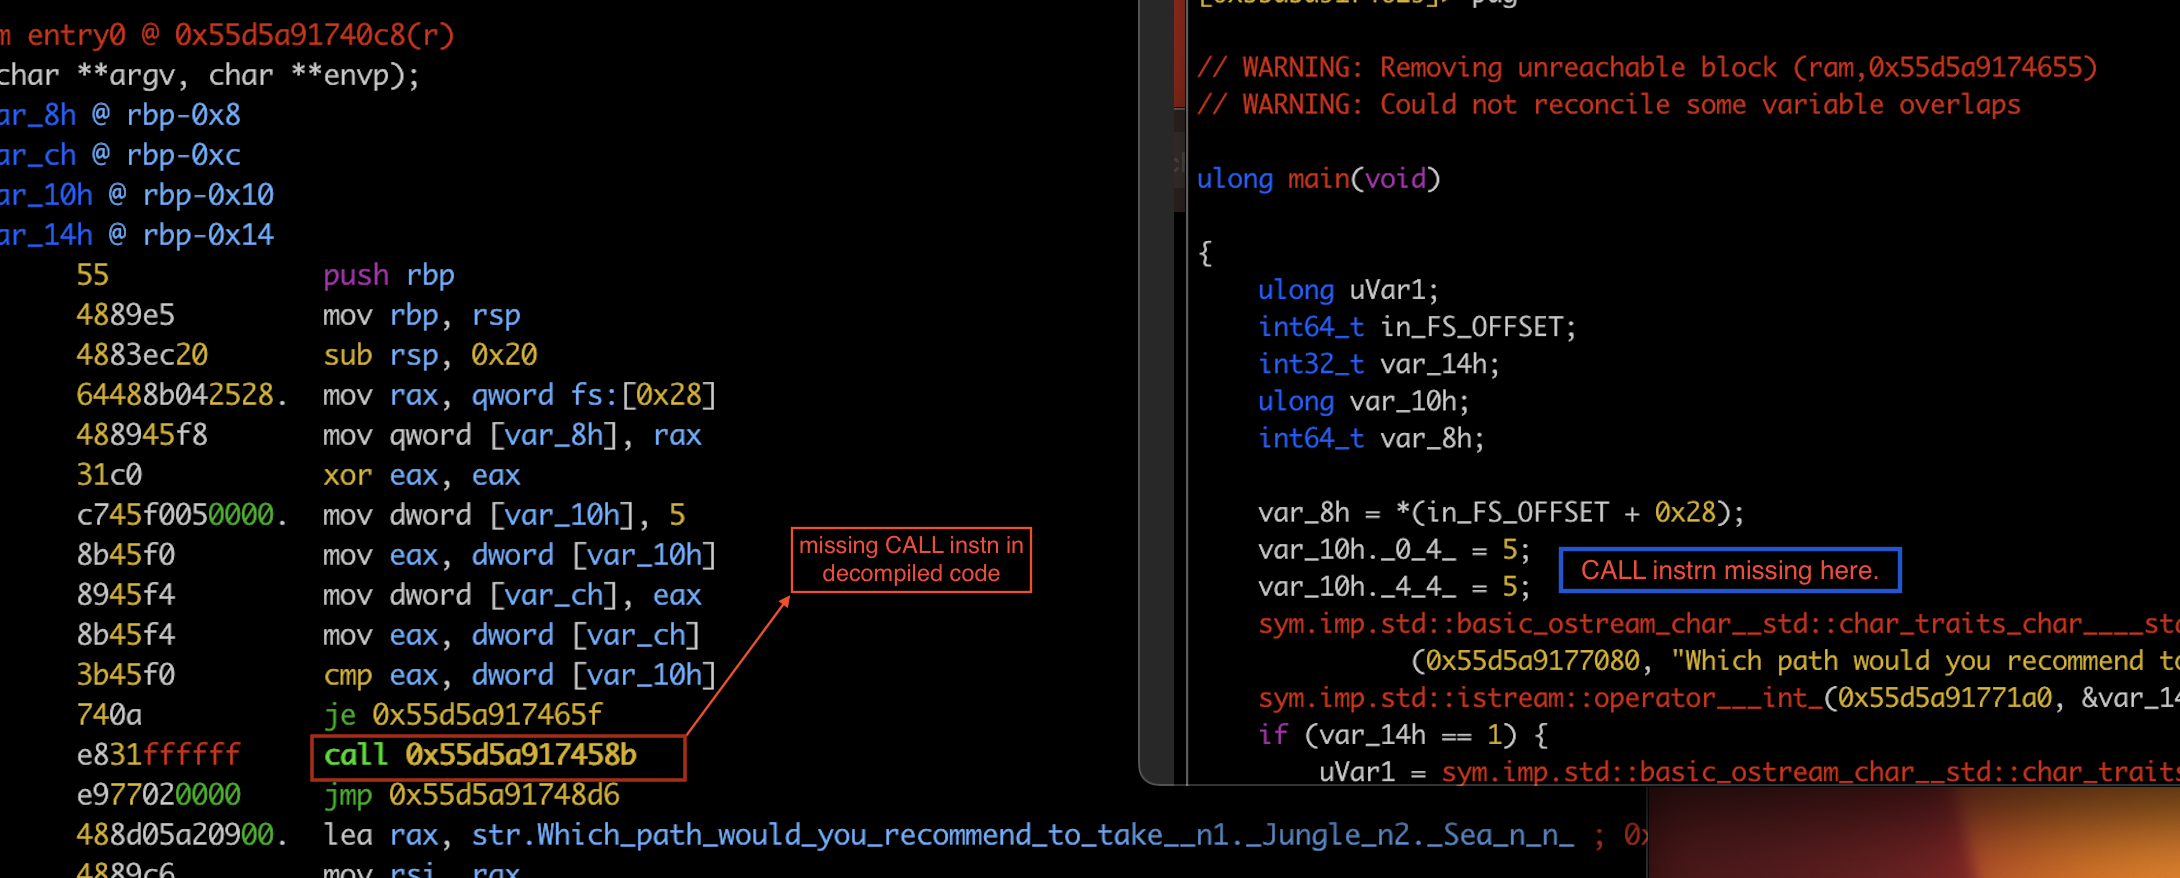 m entry0 @ 0x55d5a91740c8(r)
char **argv, char **envp);
ar_8h @ rbp-0x8
ar_ch @ rbp-0xc
ar_10h @ rbp-0x10
ar_14h @ rbp-0x14
55 push rbp
4889e5 mov rbp, rsp
4883ec20 sub rsp, 0x20
64488b042528. mov rax, qword fs:[0x28]
488945f8 mov qword [var_8h], rax
31c0 xor eax, eax
c745f0050000. mov dword [var_10h], 5
8b45f0 mov eax, dword [var_10h]
8945f4 mov dword [var_ch], eax
8b45f4 mov eax, dword [var_ch]
3b45f0 cmp eax, dword [var_10h]
740a je 0x55d5a917465f
e831ffffff call 0x55d5a917458b
e977020000 jmp 0x55d5a91748d6
488d05a20900. lea rax, str.Which_path_would_you_recommend_to_take__n1._Jungle_n2._Sea_n_n_ ; 0x
4889c6 mov rsi, rax
missing CALL instn in
decompiled code
// WARNING: Removing unreachable block (ram,0x55d5a9174655)
// WARNING: Could not reconcile some variable overlaps
ulong main(void)
{
ulong uVar1;
int64_t in_FS_OFFSET;
int32_t var_14h;
ulong var_10h;
int64_t var_8h;
var_8h = *(in_FS_OFFSET + 0x28);
var_10h._0_4_ = 5;
var_10h._4_4_ = 5;
CALL instrn missing here.
sym.imp.std::basic_ostream_char__std::char_traits_char____std
(0x55d5a9177080, "Which path would you recommend to
sym.imp.std::istream::operator___int_(0x55d5a91771a0, &var_14
if (var_14h == 1) {
uVar1 = sym.imp.std::basic_ostream_char__std::char_traits